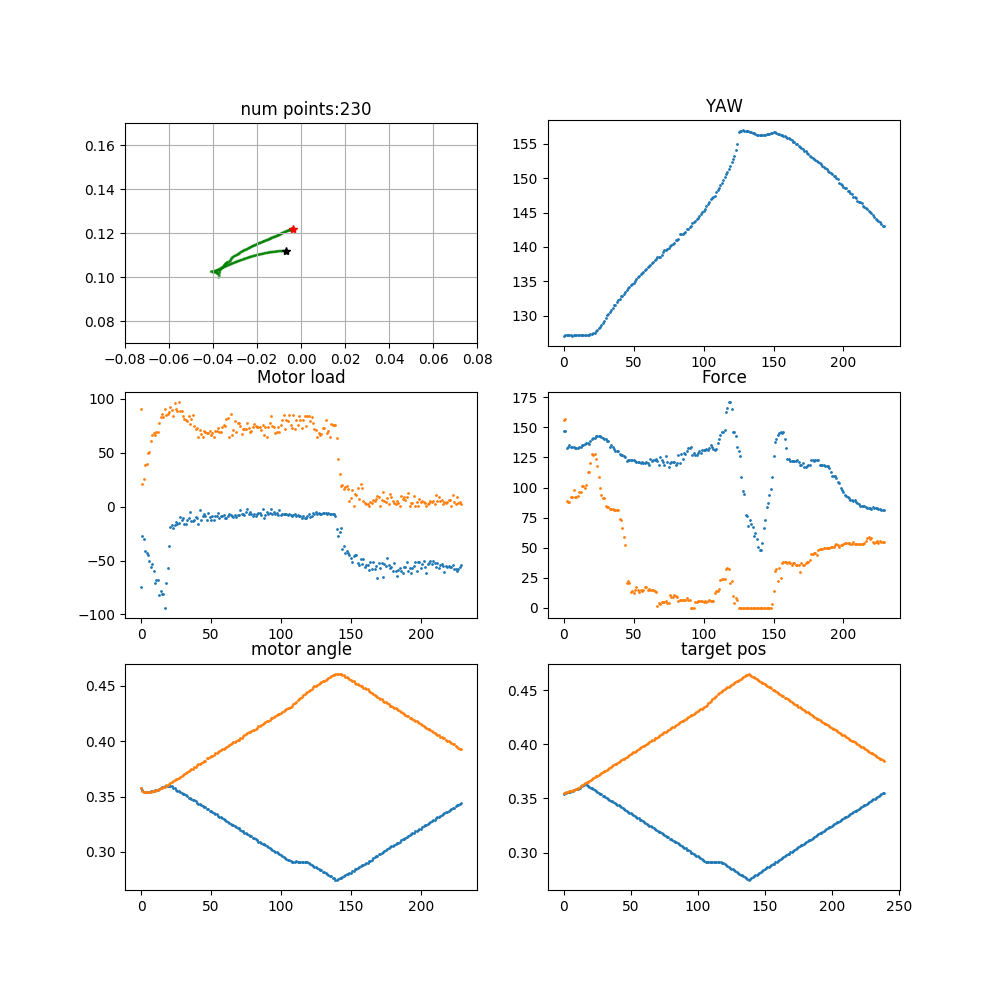 num points:230
YAW
0.16
0.14
0.12
0.10
0.08
−0.08 −0.06 −0.04 −0.02 0.00 0.02 0.04 0.06 0.08
155
150
145
140
135
130
0 50 100 150 200
Motor load
Force
100
50
0
−50
−100
0 50 100 150 200
175
150
125
100
75
50
25
0
0 50 100 150 200
motor angle
target pos
0.45
0.40
0.35
0.30
0 50 100 150 200
0.45
0.40
0.35
0.30
0 50 100 150 200 250